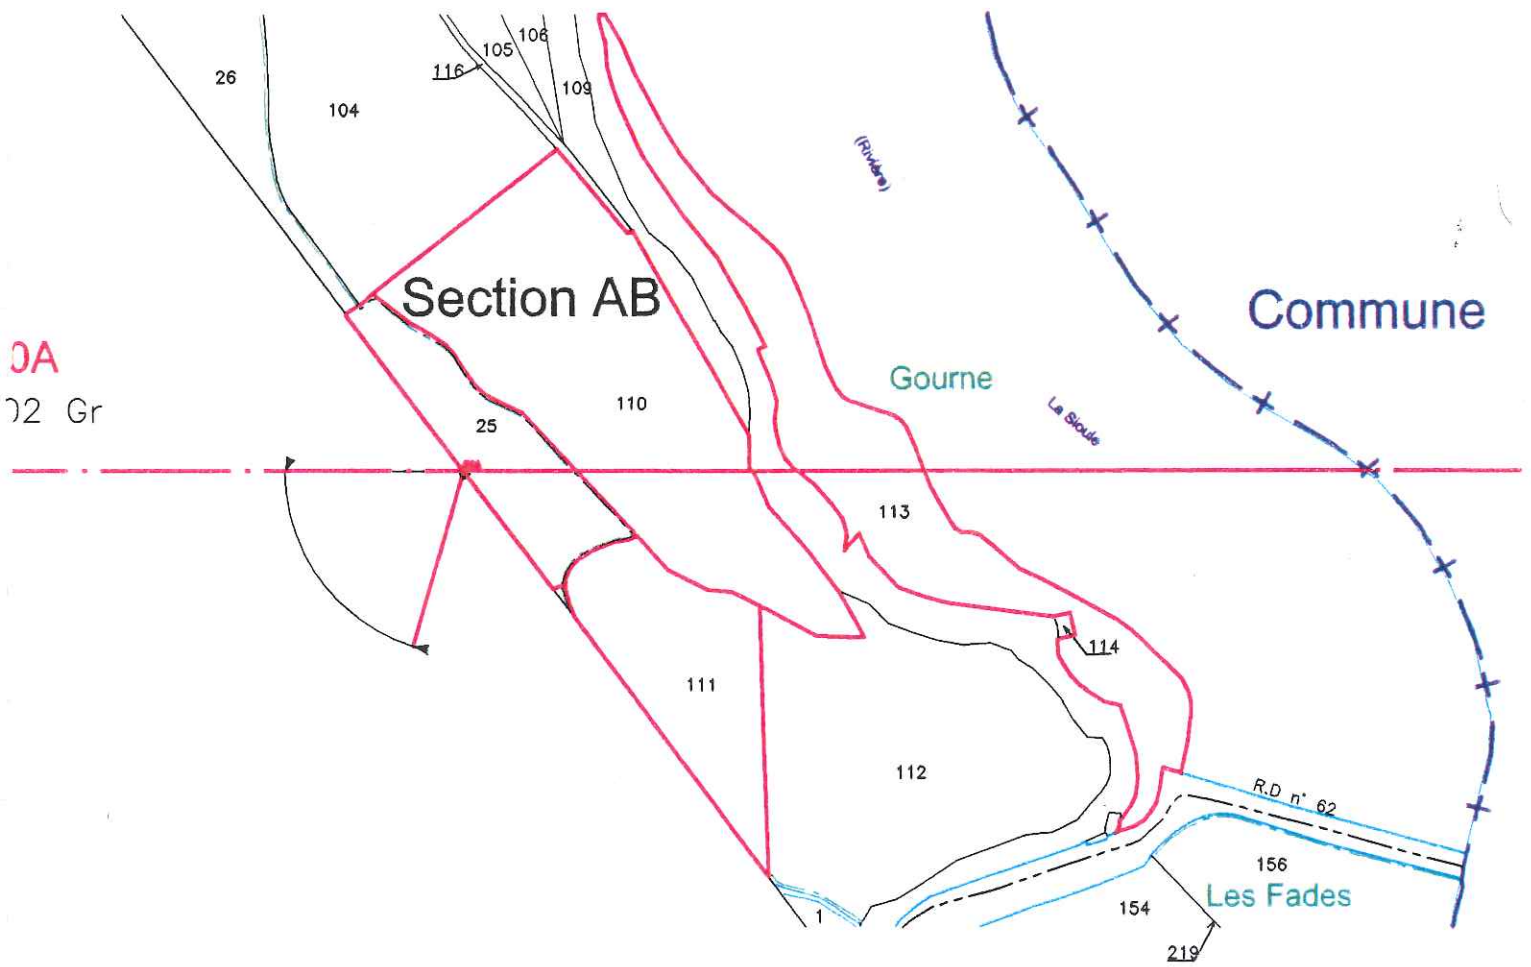 26
104
116
105
106
109
(Rivière)
Section AB
Commune
0A
02 Gr
Gourne
110
25
La Sioule
113
114
111
112
R.D n° 62
156
Les Fades
154
1
219